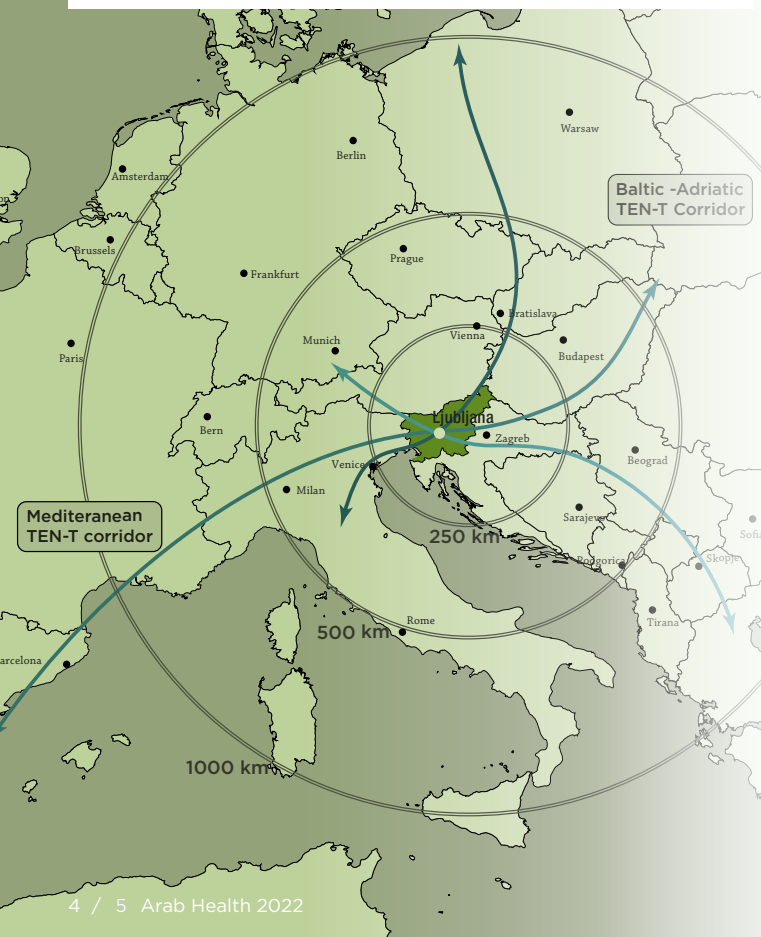 Warsaw
Berlin
Amsterdam
Baltic -Adriatic
TEN-T Corridor
Brussels
Prague
Frankfurt
Bratislava
Vienna
Munich
Budapest
Paris
Ljubljana
Bern
Zagreb
Beograd
Venice
Milan
Mediteranean
TEN-T corridor
Sarajevo
Sofia
250 km
Podgorica
Skopje
Rome
Tirana
500 km
arcelona
1000 km
4 / 5 Arab Health 2022